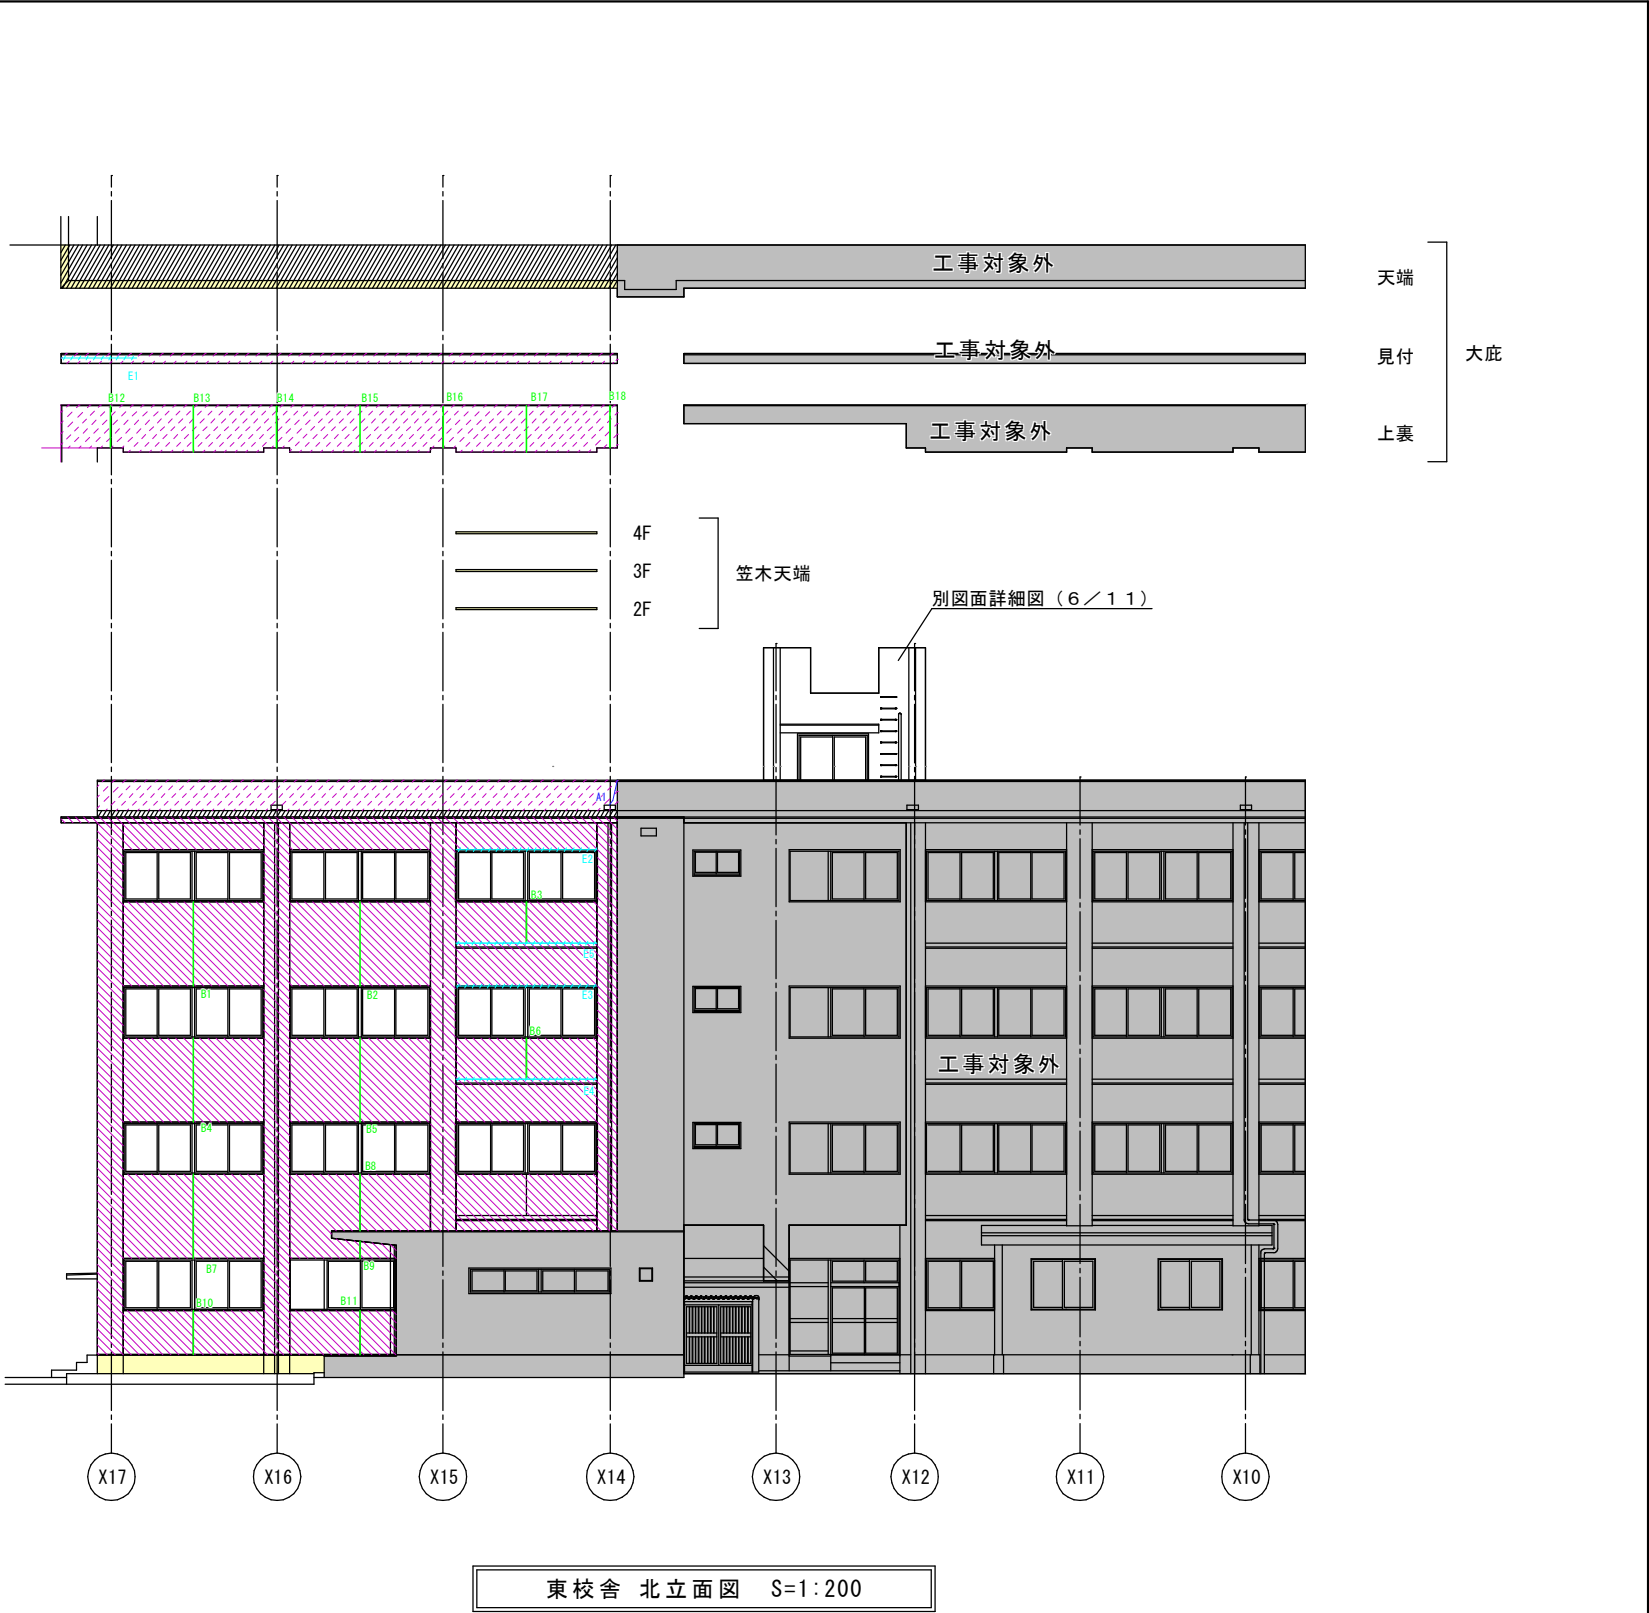 工事対象外
天端
工事対象外
見付
大庇
E1
B12
B13
B14
B15
B16
B17
B18
工事対象外
上裏
4F
3F
笠木天端
2F
別図面詳細図（６／１１）
A1
E2
B3
E5
B1
B2
E3
B6
工事対象外
E4
B4
B5
B8
B7
B9
B10
B11
X17
X16
X15
X14
X13
X12
X11
X10
東校舎 北立面図 S=1:200